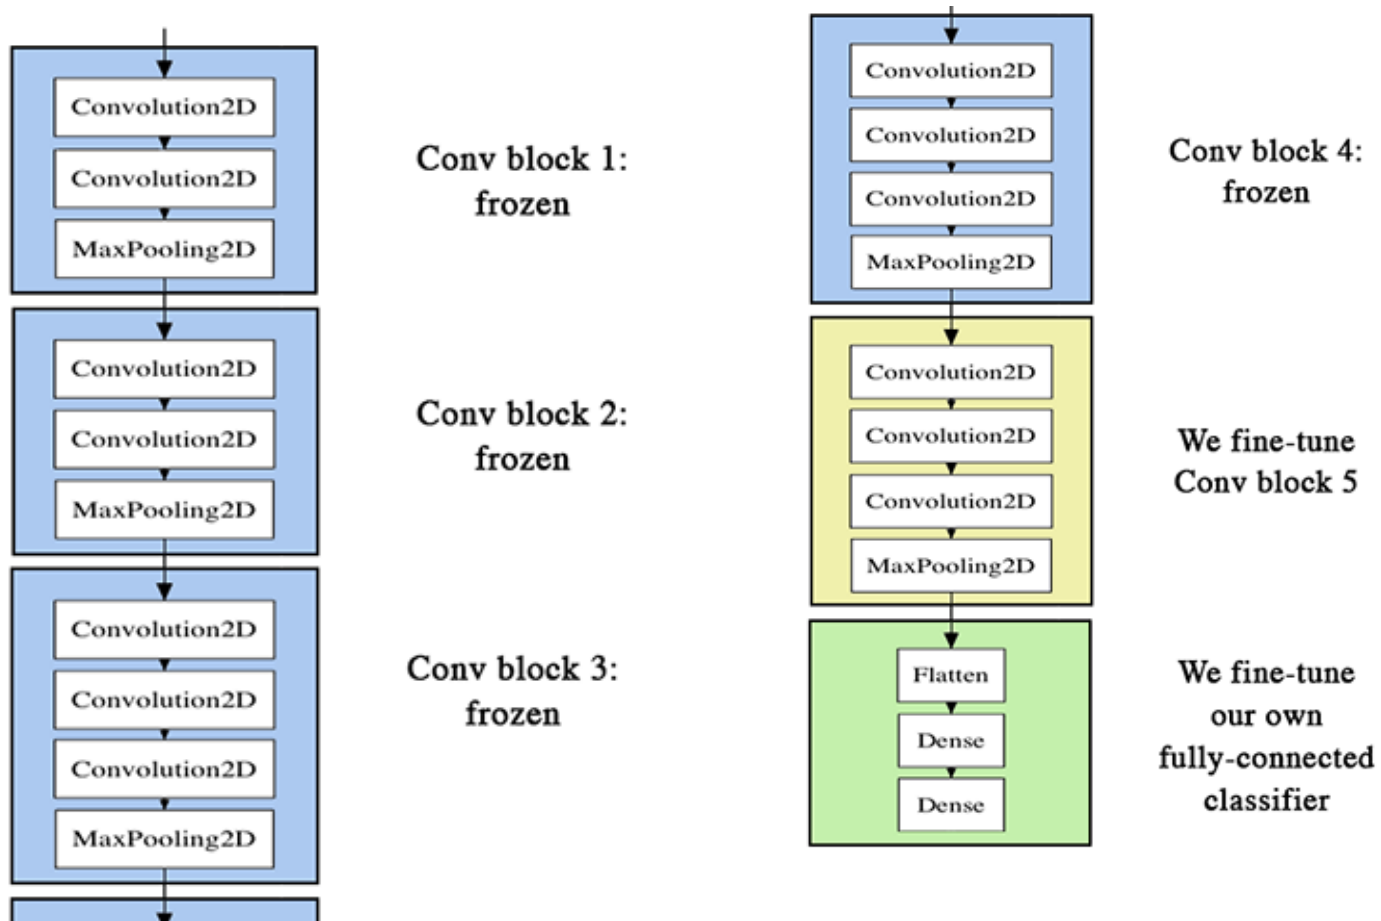 Convolution2D
Convolution2D
MaxPooling2D
Conv block 1:
frozen
Convolution2D
Convolution2D
MaxPooling2D
Conv block 2:
frozen
Convolution2D
Convolution2D
Convolution2D
MaxPooling2D
Conv block 3:
frozen
Convolution2D
Convolution2D
Convolution2D
MaxPooling2D
Conv block 4:
frozen
Convolution2D
Convolution2D
Convolution2D
MaxPooling2D
We fine-tune
Conv block 5
Flatten
Dense
Dense
We fine-tune
our own
fully-connected
classifier